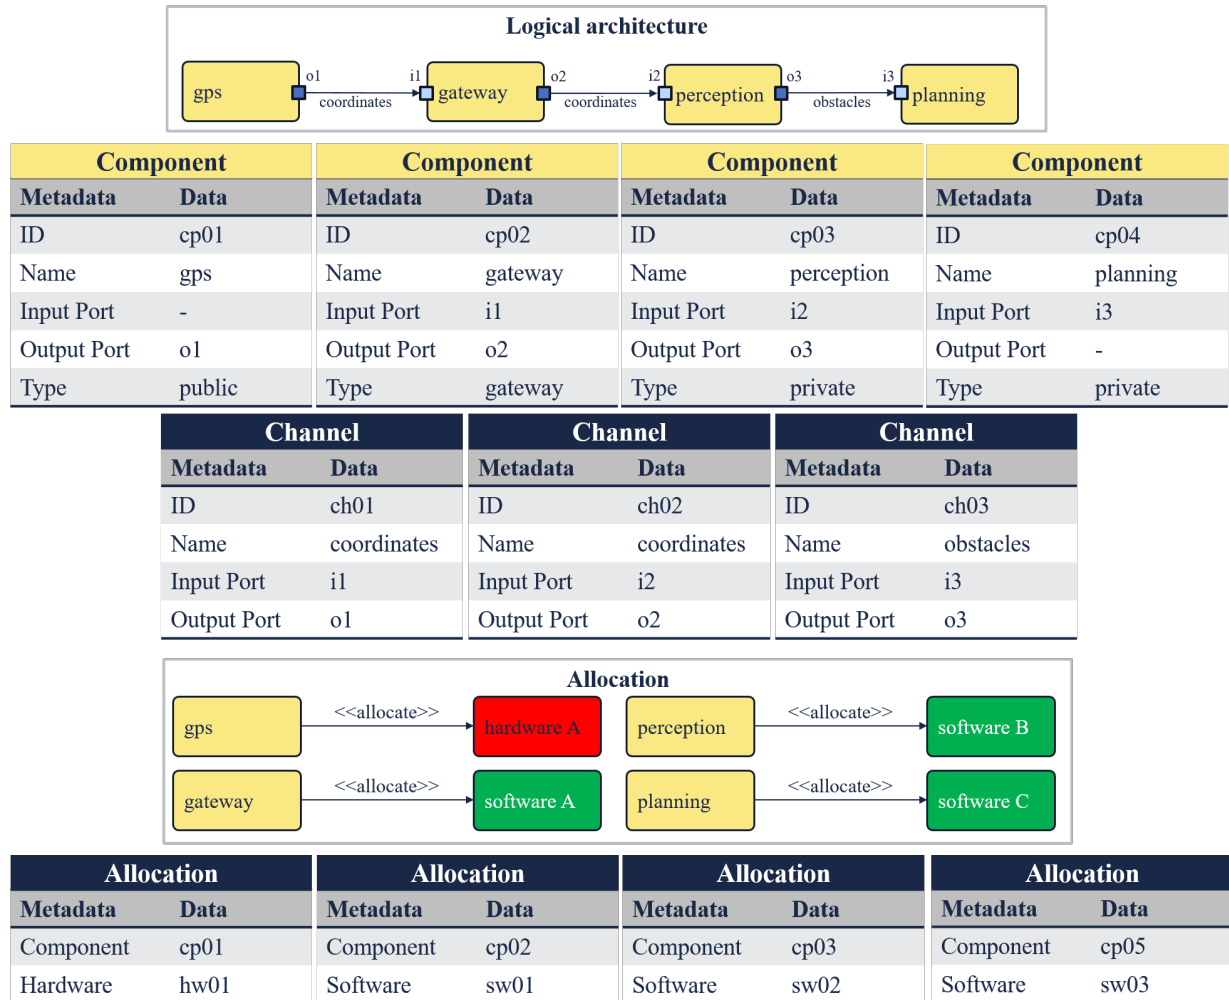 Logical architecture
gps o1 coordinates i1 gateway o2 coordinates i2 perception o3 obstacles i3 planning
Component Component Component Component
Metadata Data Metadata Data Metadata Data Metadata Data
ID cp01 ID cp02 ID cp03 ID cp04
Name gps Name gateway Name perception Name planning
Input Port - Input Port i1 Input Port i2 Input Port i3
Output Port o1 Output Port o2 Output Port o3 Output Port -
Type public Type gateway Type private Type private
Channel Channel Channel
Metadata Data Metadata Data Metadata Data
ID ch01 ID ch02 ID ch03
Name coordinates Name coordinates Name obstacles
Input Port i1 Input Port i2 Input Port i3
Output Port o1 Output Port o2 Output Port o3
Allocation
gps <<allocate>> hardware A perception <<allocate>> software B
gateway <<allocate>> software A planning <<allocate>> software C
Allocation Allocation Allocation Allocation
Metadata Data Metadata Data Metadata Data Metadata Data
Component cp01 Component cp02 Component cp03 Component cp05
Hardware hw01 Software sw01 Software sw02 Software sw03